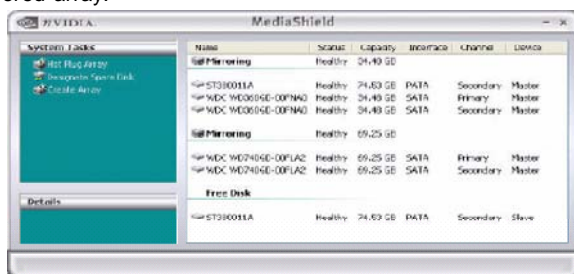 ered array.
NVIDIA. MediaShield
System Tasks
Hot Plug Array
Designate Spare Disk
Create Array
Details
Name Status Capacity Interface Channel Device
Mirroring Healthy 34.48 GB
ST380011A Healthy 74.53 GB PATA Secondary Master
WDC WD360GD-00FNA0 Healthy 34.48 GB SATA Primary Master
WDC WD360GD-00FNA0 Healthy 34.48 GB SATA Secondary Master
Mirroring Healthy 69.25 GB
WDC WD740GD-00FLA2 Healthy 69.25 GB SATA Primary Master
WDC WD740GD-00FLA2 Healthy 69.25 GB SATA Secondary Master
Free Disk
ST380011A Healthy 74.53 GB PATA Secondary Slave